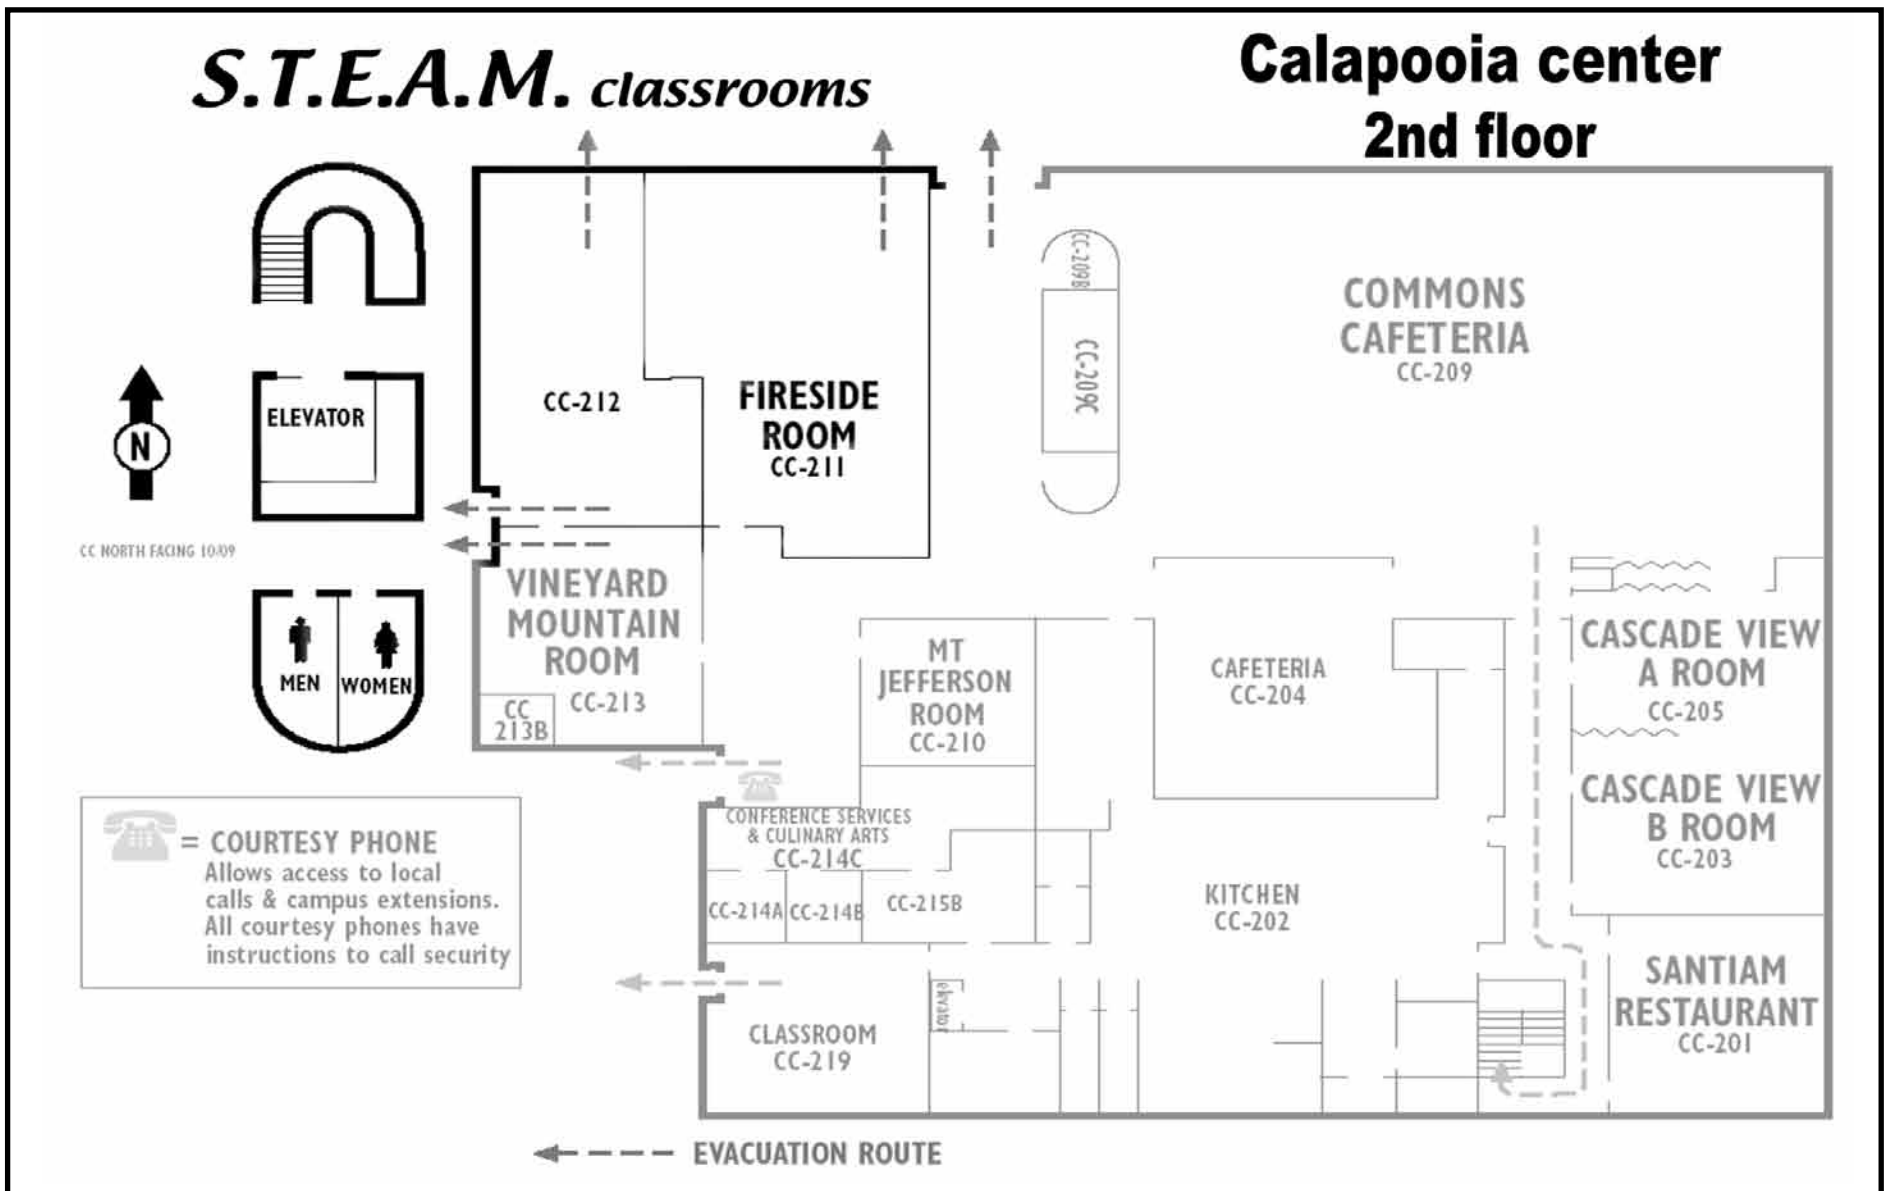 S.T.E.A.M. classrooms
Calapooia center
2nd floor
CC-209B
CC-209C
COMMONS
CAFETERIA
CC-209
CC-212
FIRESIDE
ROOM
CC-211
ELEVATOR
N
CC NORTH FACING 10/09
MEN
WOMEN
VINEYARD
MOUNTAIN
ROOM
CC-213
CC
213B
MT
JEFFERSON
ROOM
CC-210
CAFETERIA
CC-204
CASCADE VIEW
A ROOM
CC-205
CASCADE VIEW
B ROOM
CC-203
= COURTESY PHONE
Allows access to local
calls & campus extensions.
All courtesy phones have
instructions to call security
CONFERENCE SERVICES
& CULINARY ARTS
CC-214C
CC-214A
CC-214B
CC-215B
KITCHEN
CC-202
SANTIAM
RESTAURANT
CC-201
elevator
CLASSROOM
CC-219
EVACUATION ROUTE